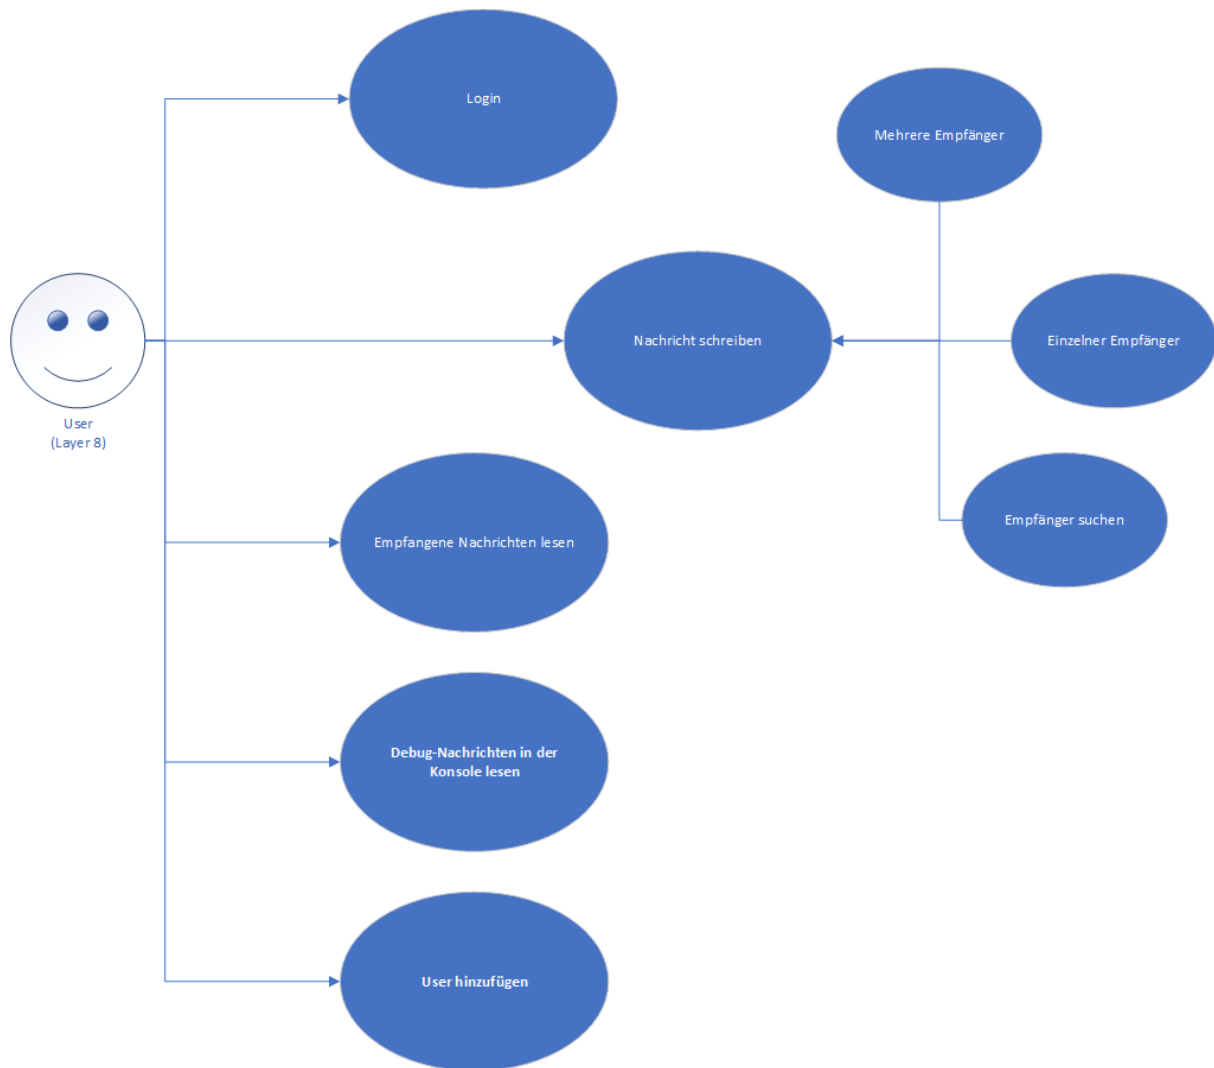 Login
Mehrere Empfänger
Nachricht schreiben
Einzelner Empfänger
User
(Layer 8)
Empfangene Nachrichten lesen
Empfänger suchen
Debug-Nachrichten in der
Konsole lesen
User hinzufügen